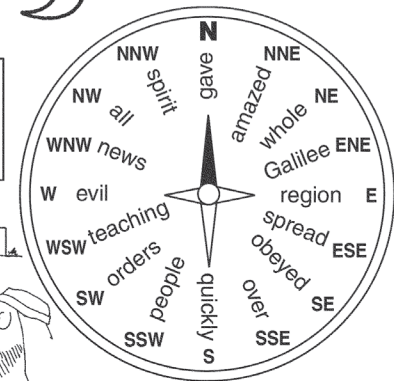 N
gave
NNE
amazed
NE
whole
ENE
Galilee
E
region
ESE
spread
SE
obeyed
SSE
over
S
quickly
SSW
people
SW
orders
WSW
teaching
W
evil
WNW
news
NW
all
NNW
spirit